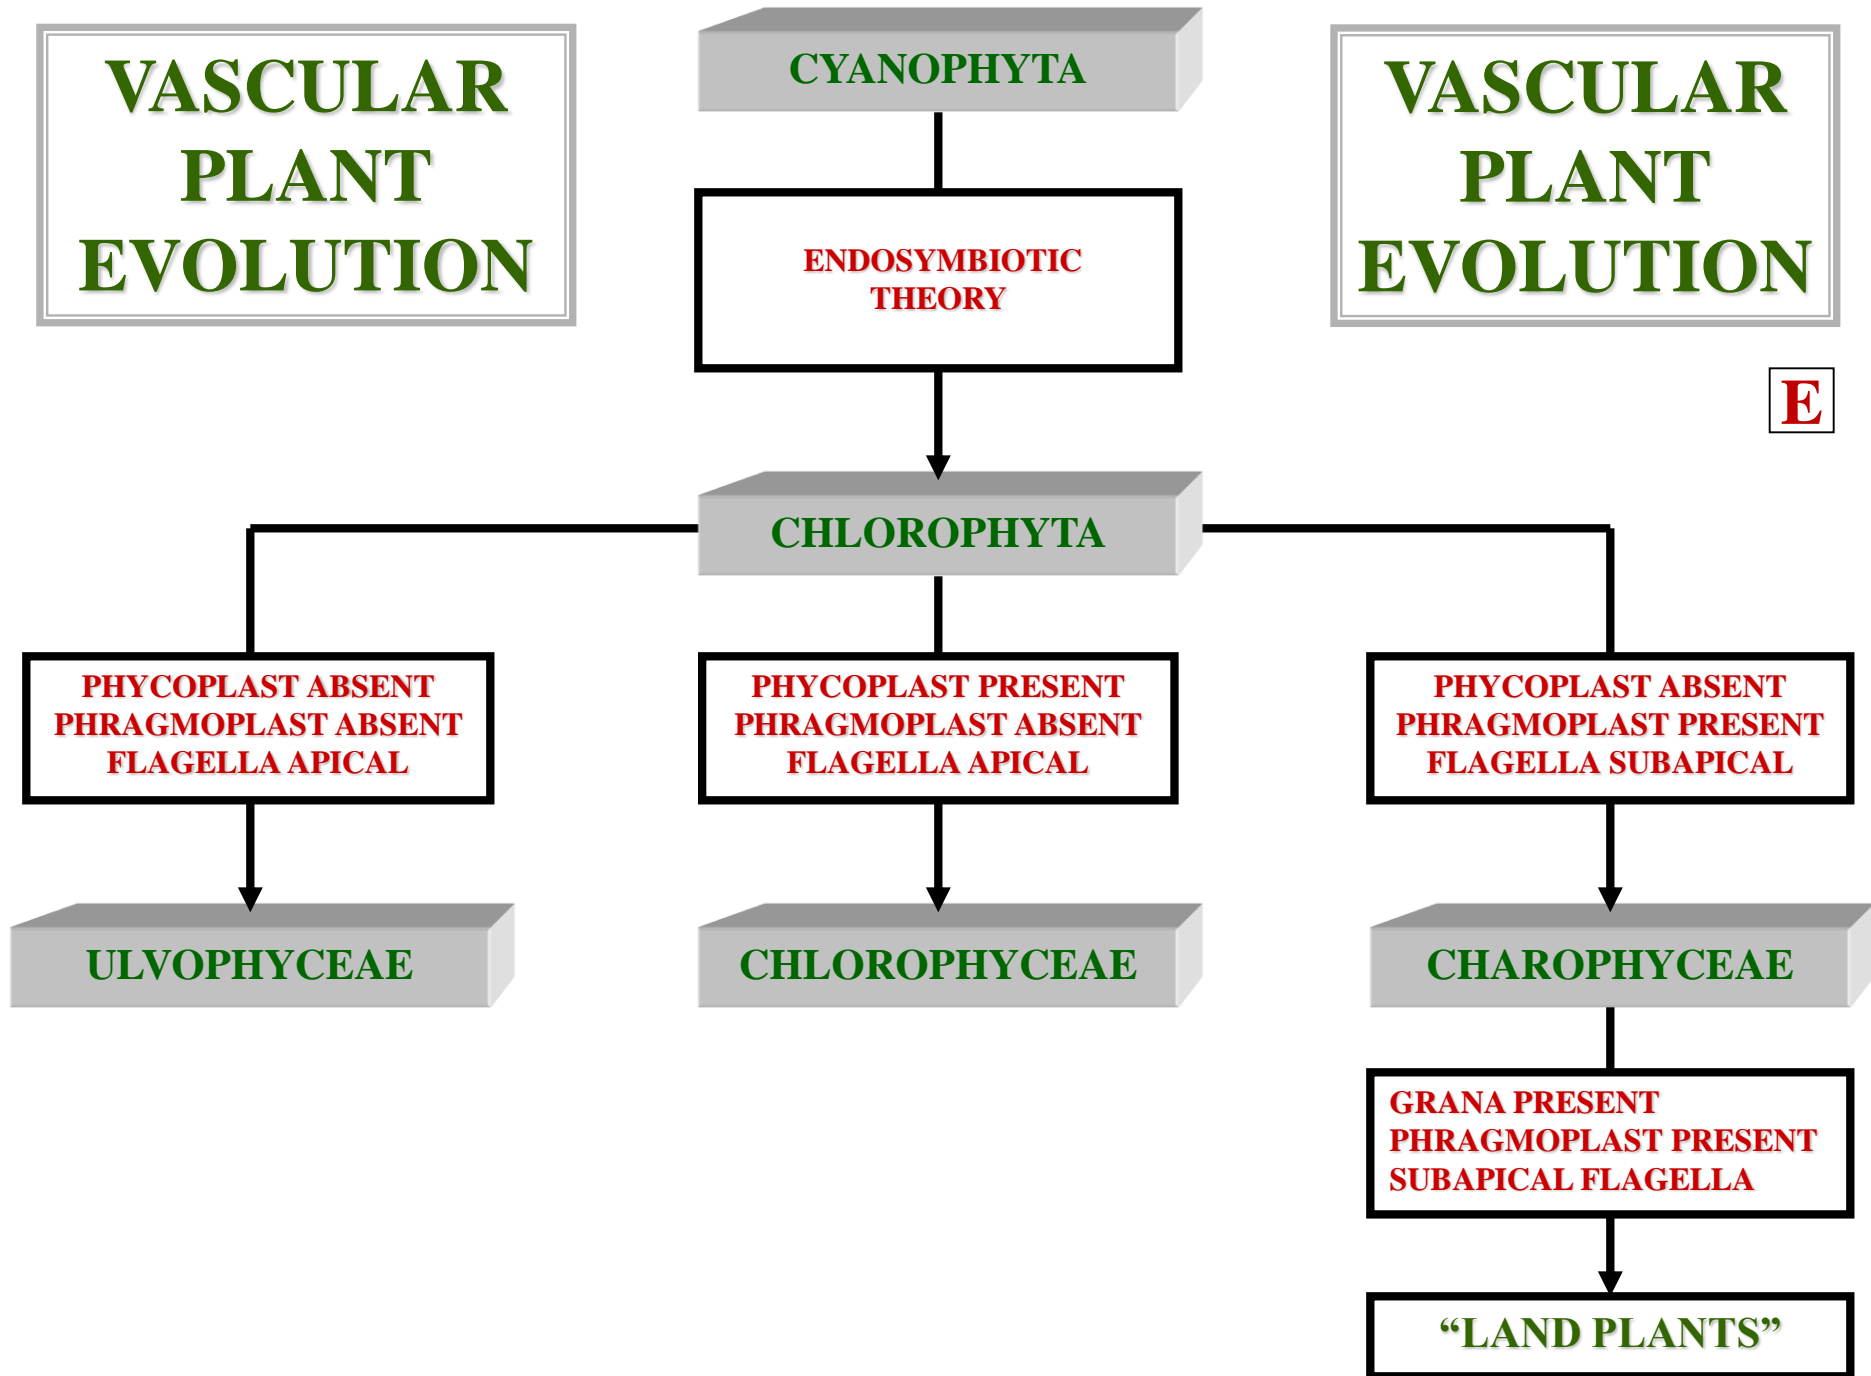 VASCULAR
PLANT
EVOLUTION
CYANOPHYTA
VASCULAR
PLANT
EVOLUTION
ENDOSYMBIOTIC
THEORY
E
CHLOROPHYTA
PHYCOPLAST ABSENT
PHRAGMOPLAST ABSENT
FLAGELLA APICAL
PHYCOPLAST PRESENT
PHRAGMOPLAST ABSENT
FLAGELLA APICAL
PHYCOPLAST ABSENT
PHRAGMOPLAST PRESENT
FLAGELLA SUBAPICAL
ULVOPHYCEAE
CHLOROPHYCEAE
CHAROPHYCEAE
GRANA PRESENT
PHRAGMOPLAST PRESENT
SUBAPICAL FLAGELLA
“LAND PLANTS”